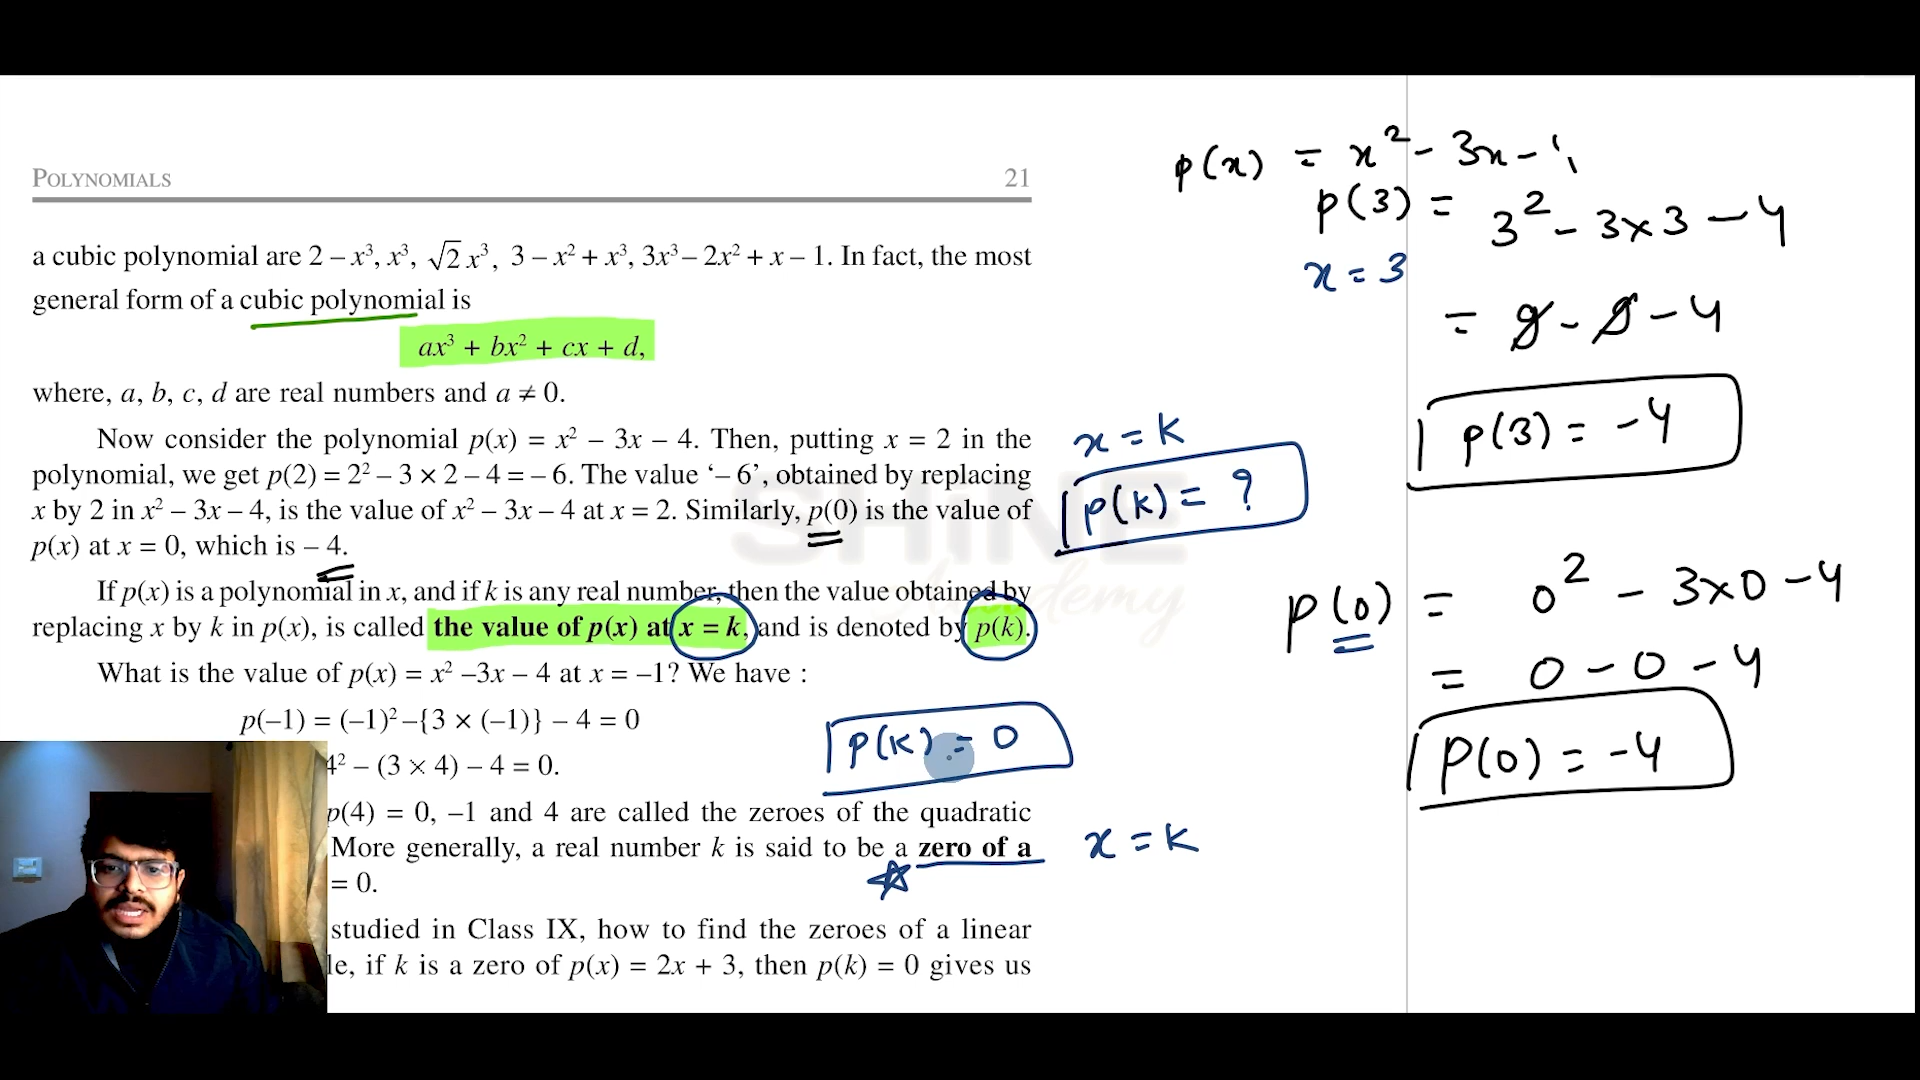 POLYNOMIALS 21
a cubic polynomial are 2 – x³, x³, √2 x³, 3 – x² + x³, 3x³ – 2x² + x – 1. In fact, the most
general form of a cubic polynomial is
ax³ + bx² + cx + d,
where, a, b, c, d are real numbers and a ≠ 0.
Now consider the polynomial p(x) = x² – 3x – 4. Then, putting x = 2 in the
polynomial, we get p(2) = 2² – 3 × 2 – 4 = – 6. The value ‘– 6’, obtained by replacing
x by 2 in x² – 3x – 4, is the value of x² – 3x – 4 at x = 2. Similarly, p(0) is the value of
p(x) at x = 0, which is – 4.
If p(x) is a polynomial in x, and if k is any real number, then the value obtained by
replacing x by k in p(x), is called the value of p(x) at x = k, and is denoted by p(k).
What is the value of p(x) = x² –3x – 4 at x = –1? We have :
p(–1) = (–1)² –{3 × (–1)} – 4 = 0
4² – (3 × 4) – 4 = 0.
p(4) = 0, –1 and 4 are called the zeroes of the quadratic
More generally, a real number k is said to be a zero of a
= 0.
studied in Class IX, how to find the zeroes of a linear
le, if k is a zero of p(x) = 2x + 3, then p(k) = 0 gives us
x = k
p(k) = ?
p(k) = 0
x = k
p(x) = x² - 3x -
p(3) = 3² - 3x3 - 4
x = 3
= 9 - 9 - 4
p(3) = -4
p(0) = 0² - 3x0 - 4
= 0 - 0 - 4
P(0) = -4
SHINE
Academy